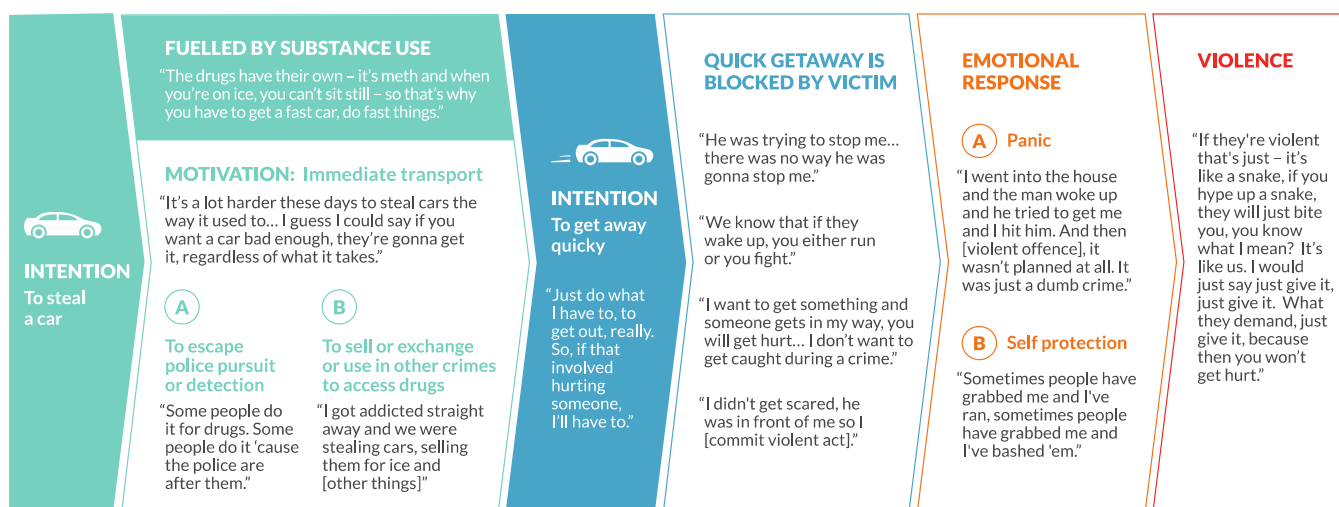 INTENTION
To steal
a car
FUELLED BY SUBSTANCE USE
“The drugs have their own – it’s meth and when
you’re on ice, you can’t sit still – so that’s why
you have to get a fast car, do fast things.”
MOTIVATION: Immediate transport
“It’s a lot harder these days to steal cars the
way it used to… I guess I could say if you
want a car bad enough, they’re gonna get
it, regardless of what it takes.”
A
To escape
police pursuit
or detection
“Some people do
it for drugs. Some
people do it ‘cause
the police are
after them.”
B
To sell or exchange
or use in other crimes
to access drugs
“I got addicted straight
away and we were
stealing cars, selling
them for ice and
[other things]”
INTENTION
To get away
quicky
“Just do what
I have to, to
get out, really.
So, if that
involved
hurting
someone,
I’ll have to.”
QUICK GETAWAY IS
BLOCKED BY VICTIM
“He was trying to stop me…
there was no way he was
gonna stop me.”
“We know that if they
wake up, you either run
or you fight.”
“I want to get something and
someone gets in my way, you
will get hurt… I don’t want to
get caught during a crime.”
“I didn't get scared, he
was in front of me so I
[commit violent act].”
EMOTIONAL
RESPONSE
A Panic
“I went into the house
and the man woke up
and he tried to get me
and I hit him. And then
[violent offence], it
wasn’t planned at all. It
was just a dumb crime.”
B Self protection
“Sometimes people have
grabbed me and I've
ran, sometimes people
have grabbed me and
I've bashed 'em.”
VIOLENCE
“If they're violent
that's just – it’s
like a snake, if you
hype up a snake,
they will just bite
you, you know
what I mean? It’s
like us. I would
just say just give it,
just give it. What
they demand, just
give it, because
then you won’t
get hurt.”